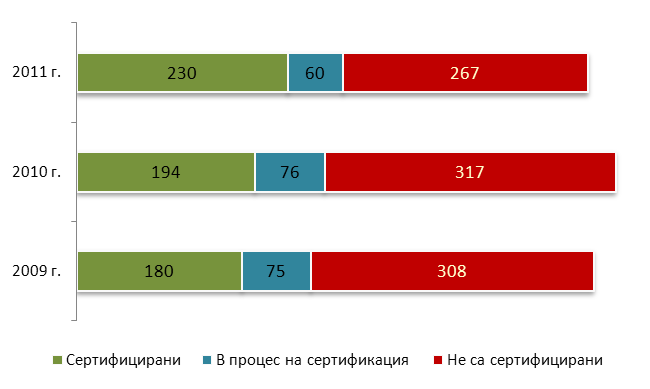 2011 г. 230 60 267
2010 г. 194 76 317
2009 г. 180 75 308
Сертифицирани В процес на сертификация Не са сертифицирани